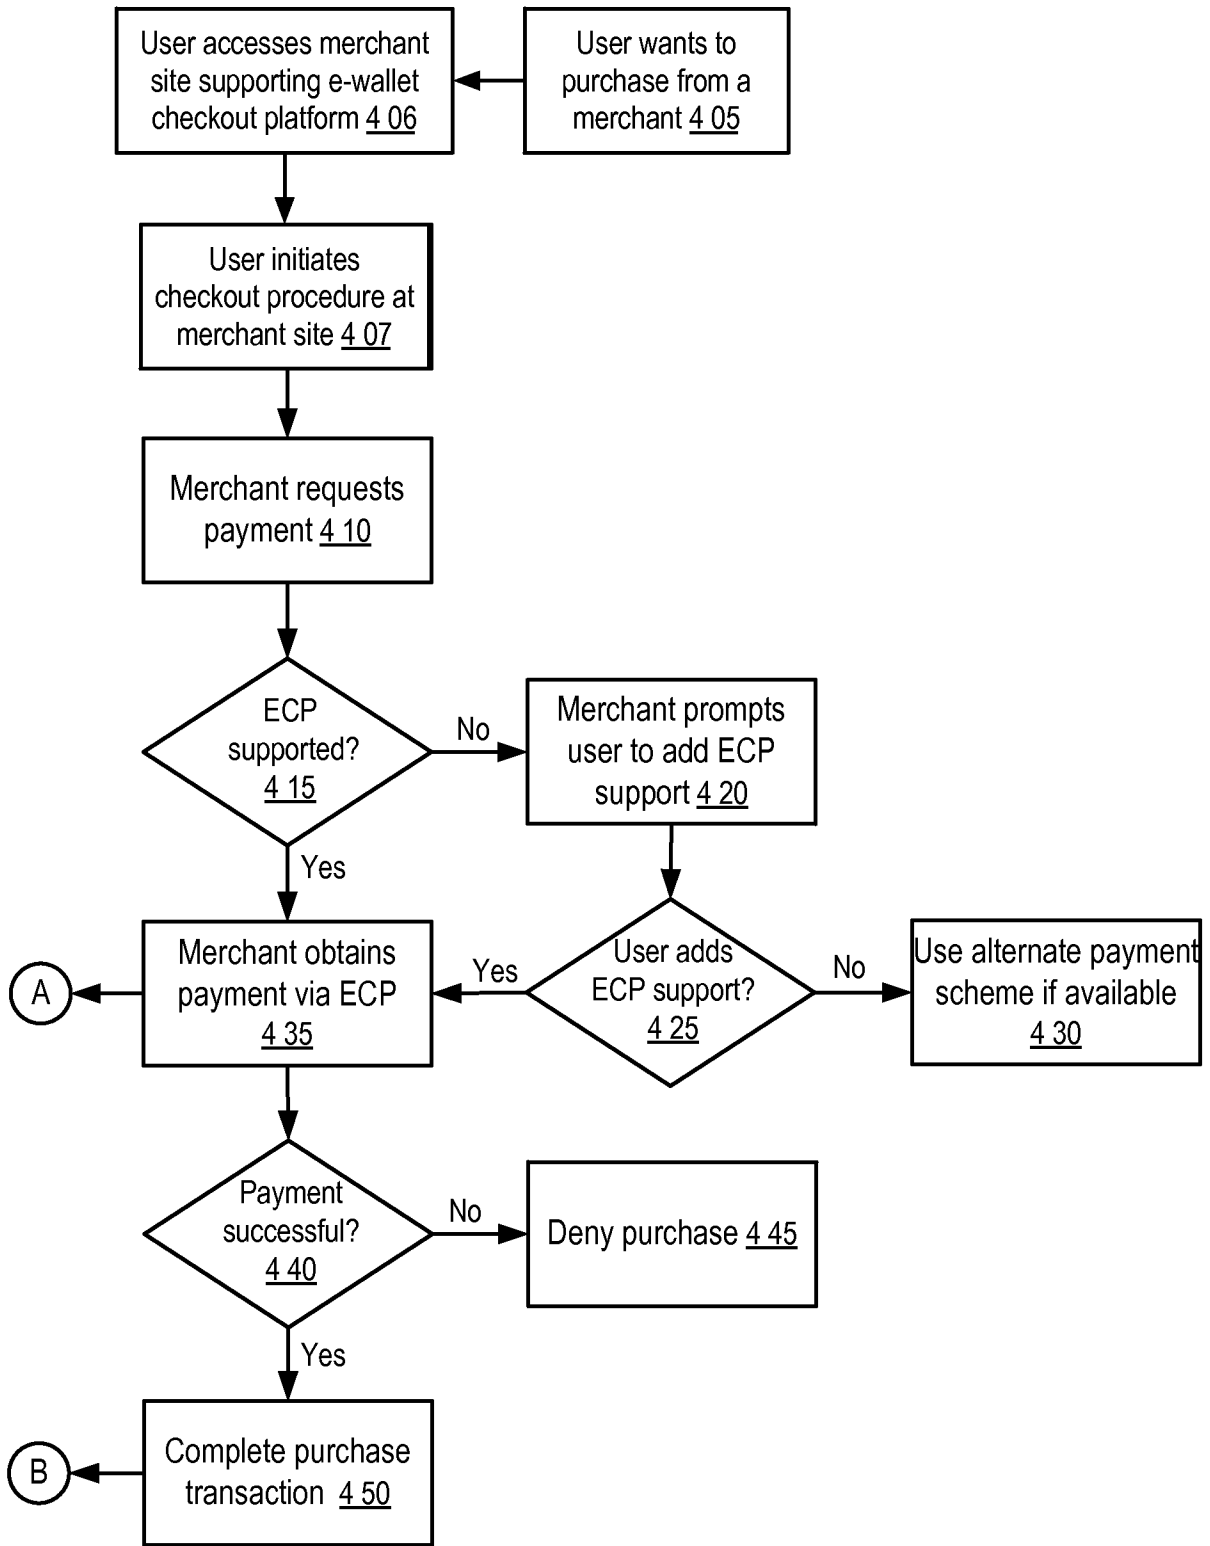 User accesses merchant
site supporting e-wallet
checkout platform 4 06
User wants to
purchase from a
merchant 4 05
User initiates
checkout procedure at
merchant site 4 07
Merchant requests
payment 4 10
ECP
supported?
4 15
No
Merchant prompts
user to add ECP
support 4 20
Yes
A
Merchant obtains
payment via ECP
4 35
Yes
User adds
ECP support?
4 25
No
Use alternate payment
scheme if available
4 30
Payment
successful?
4 40
No
Deny purchase 4 45
Yes
B
Complete purchase
transaction 4 50